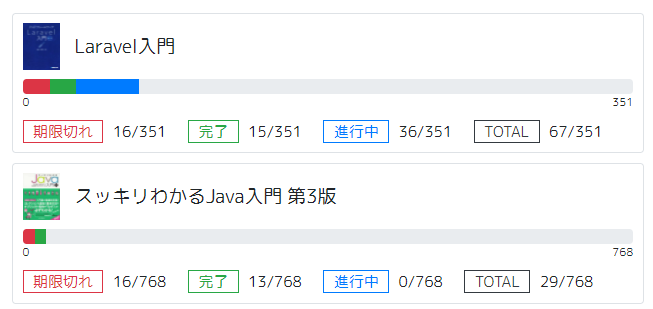 Laravel入門
0 351
期限切れ 16/351 完了 15/351 進行中 36/351 TOTAL 67/351
スッキリわかるJava入門 第3版
0 768
期限切れ 16/768 完了 13/768 進行中 0/768 TOTAL 29/768